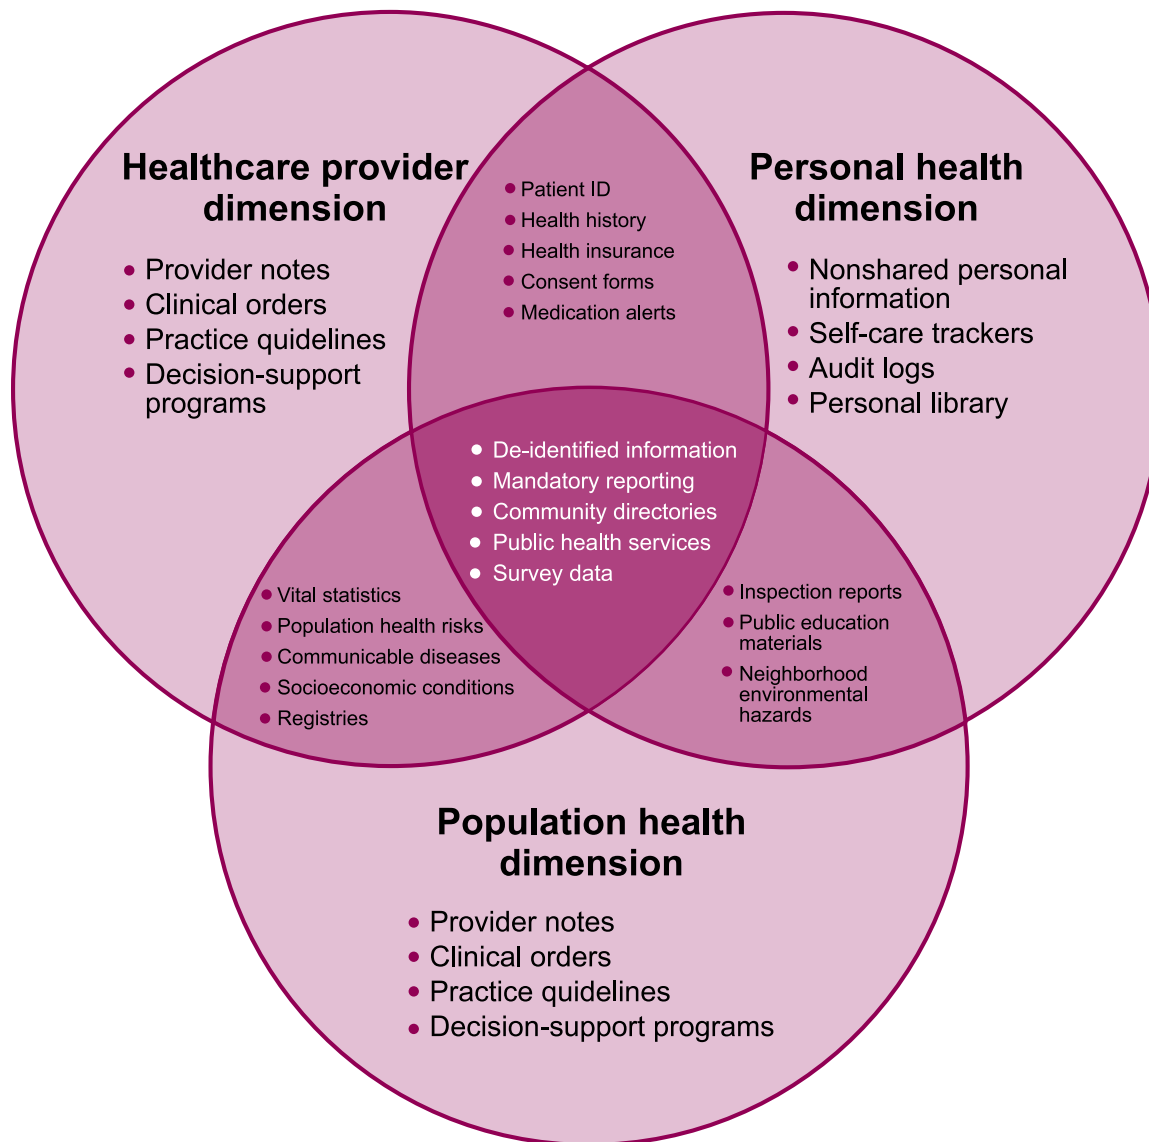 Healthcare provider
dimension
• Provider notes
• Clinical orders
• Practice quidelines
• Decision-support
programs
• Patient ID
• Health history
• Health insurance
• Consent forms
• Medication alerts
Personal health
dimension
• Nonshared personal
information
• Self-care trackers
• Audit logs
• Personal library
• De-identified information
• Mandatory reporting
• Community directories
• Public health services
• Survey data
• Vital statistics
• Population health risks
• Communicable diseases
• Socioeconomic conditions
• Registries
• Inspection reports
• Public education
materials
• Neighborhood
environmental
hazards
Population health
dimension
• Provider notes
• Clinical orders
• Practice quidelines
• Decision-support programs